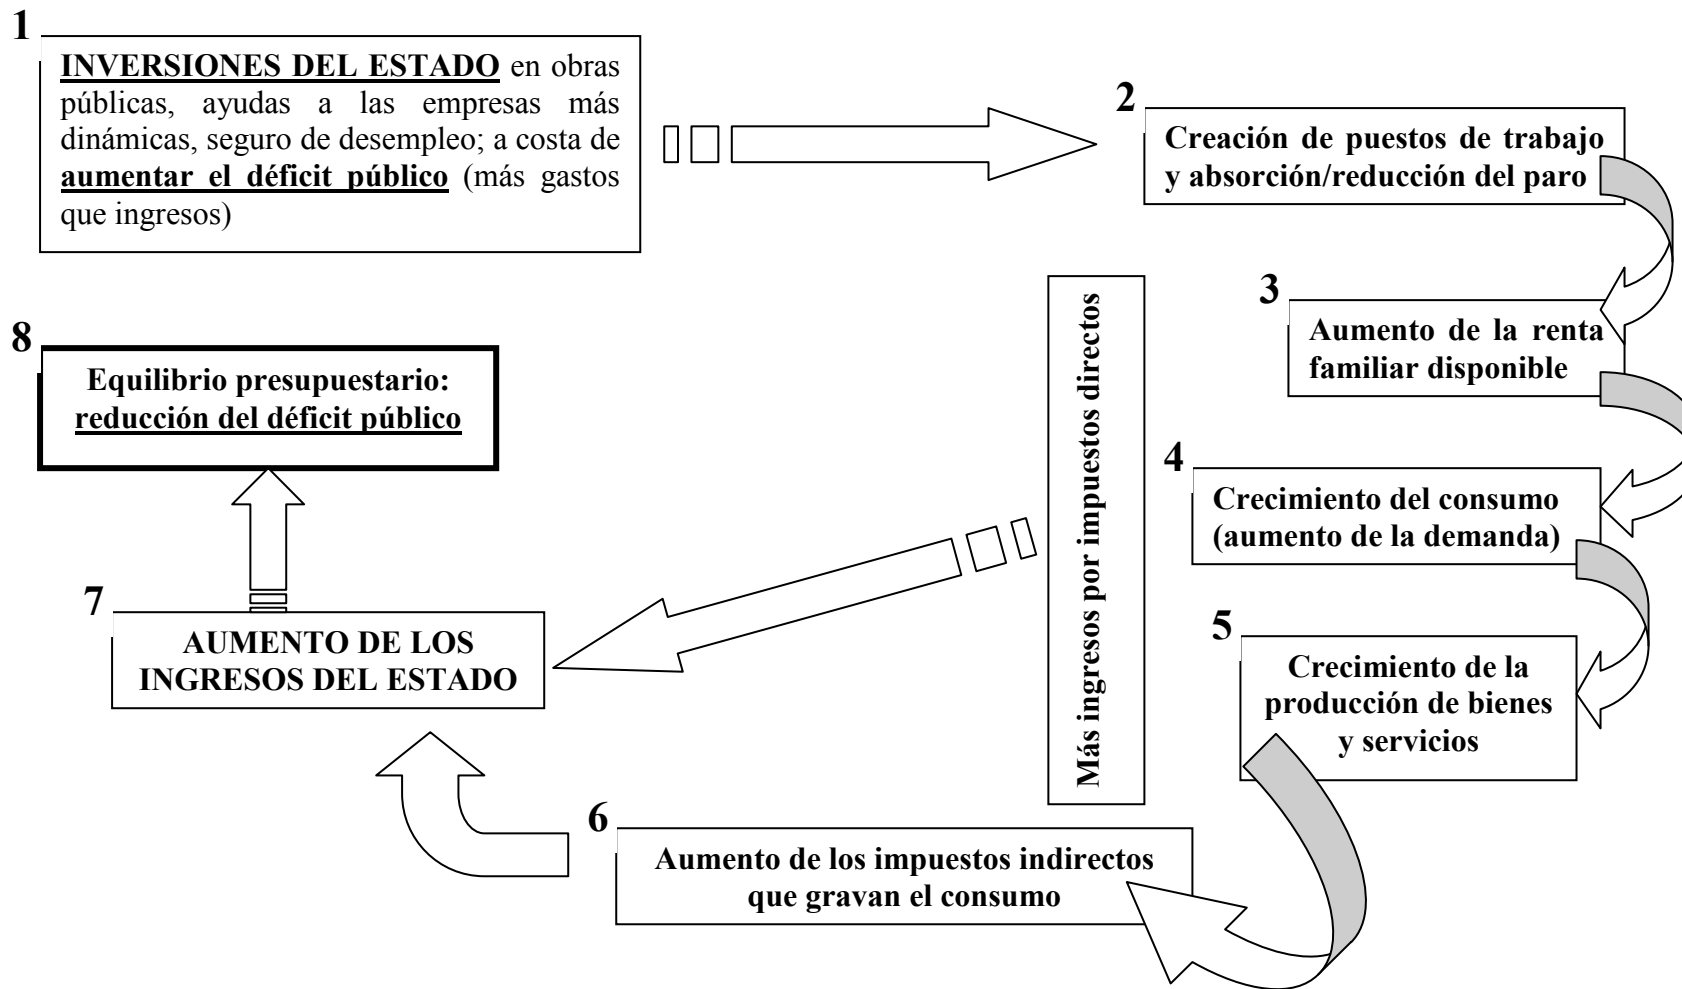 1
INVERSIONES DEL ESTADO en obras
públicas, ayudas a las empresas más
dinámicas, seguro de desempleo; a costa de
aumentar el déficit público (más gastos
que ingresos)
2
Creación de puestos de trabajo
y absorción/reducción del paro
3
Aumento de la renta
familiar disponible
4
Crecimiento del consumo
(aumento de la demanda)
5
Crecimiento de la
producción de bienes
y servicios
Más ingresos por impuestos directos
6
Aumento de los impuestos indirectos
que gravan el consumo
7
AUMENTO DE LOS
INGRESOS DEL ESTADO
8
Equilibrio presupuestario:
reducción del déficit público